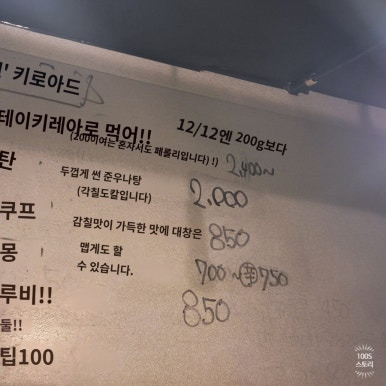 ' 키로아드
테이키레아로 먹어!! 12/12엔 200g보다
(200이여는 혼자서도 페롤리입니다) !) 2,400~
탄 두껍게 썬 준우나탕
(각칠도칼입니다) 2.000
쿠프 감칠맛이 가득한 맛에 대창은 850
몽 맵게도 할
수 있습니다. 700~ 750
루비!! 850
둘!!
팁100
100S
스토리